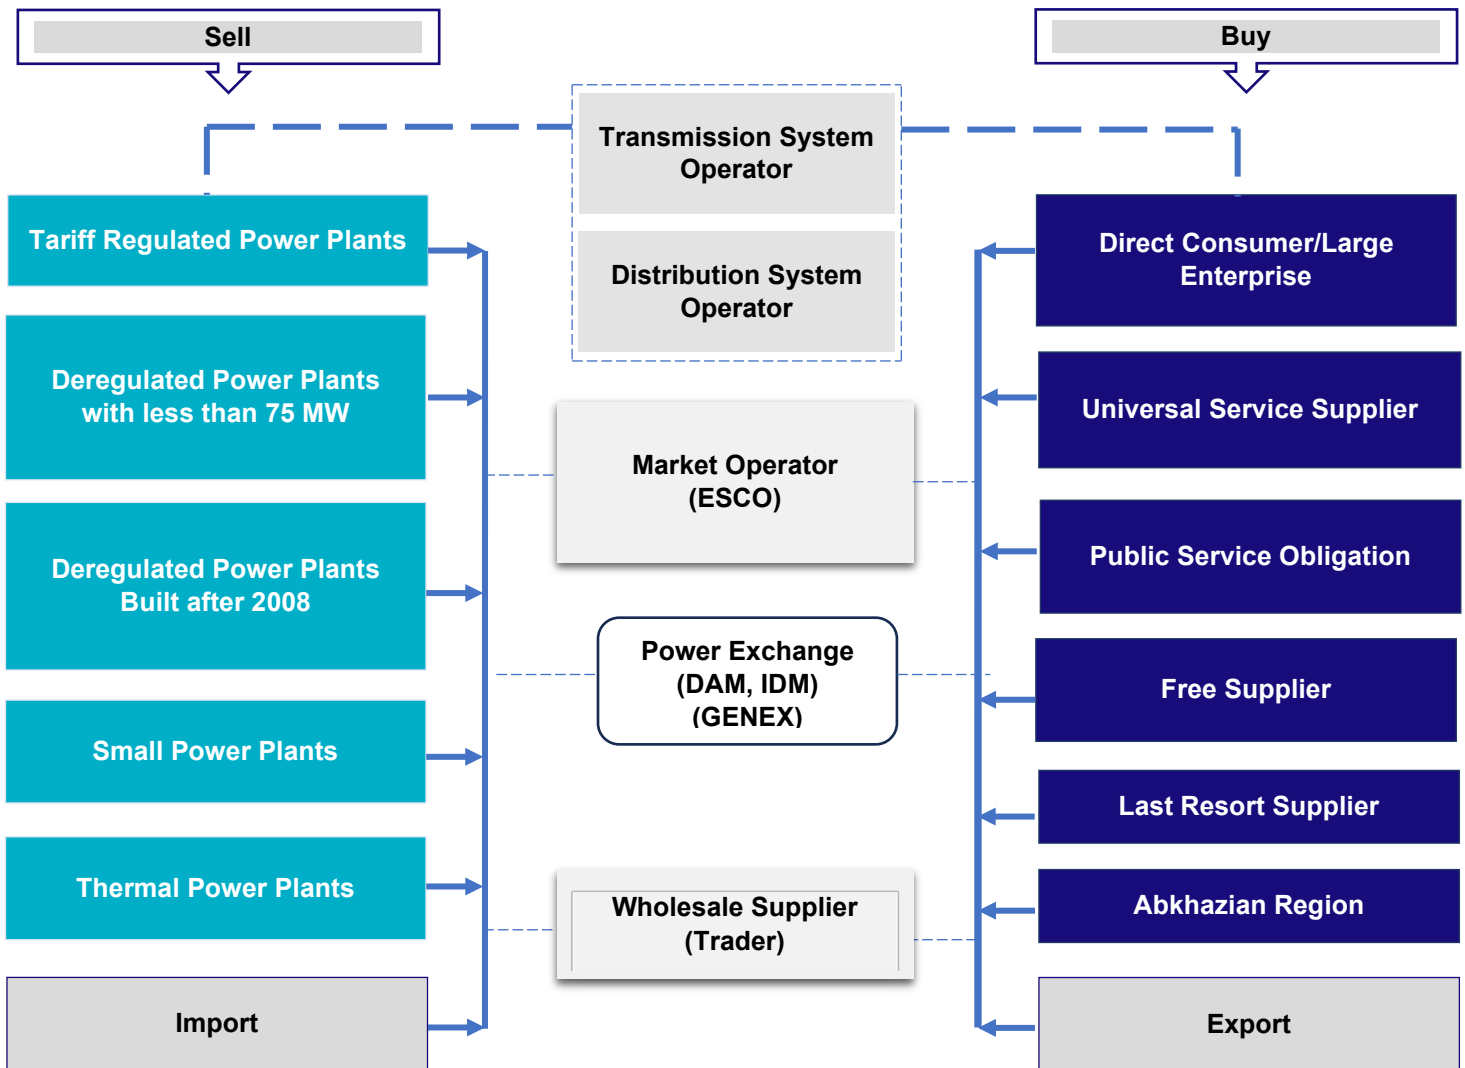 Sell
Buy
Transmission System
Operator
Distribution System
Operator
Tariff Regulated Power Plants
Deregulated Power Plants
with less than 75 MW
Deregulated Power Plants
Built after 2008
Small Power Plants
Thermal Power Plants
Import
Market Operator
(ESCO)
Power Exchange
(DAM, IDM)
(GENEX)
Wholesale Supplier
(Trader)
Direct Consumer/Large
Enterprise
Universal Service Supplier
Public Service Obligation
Free Supplier
Last Resort Supplier
Abkhazian Region
Export